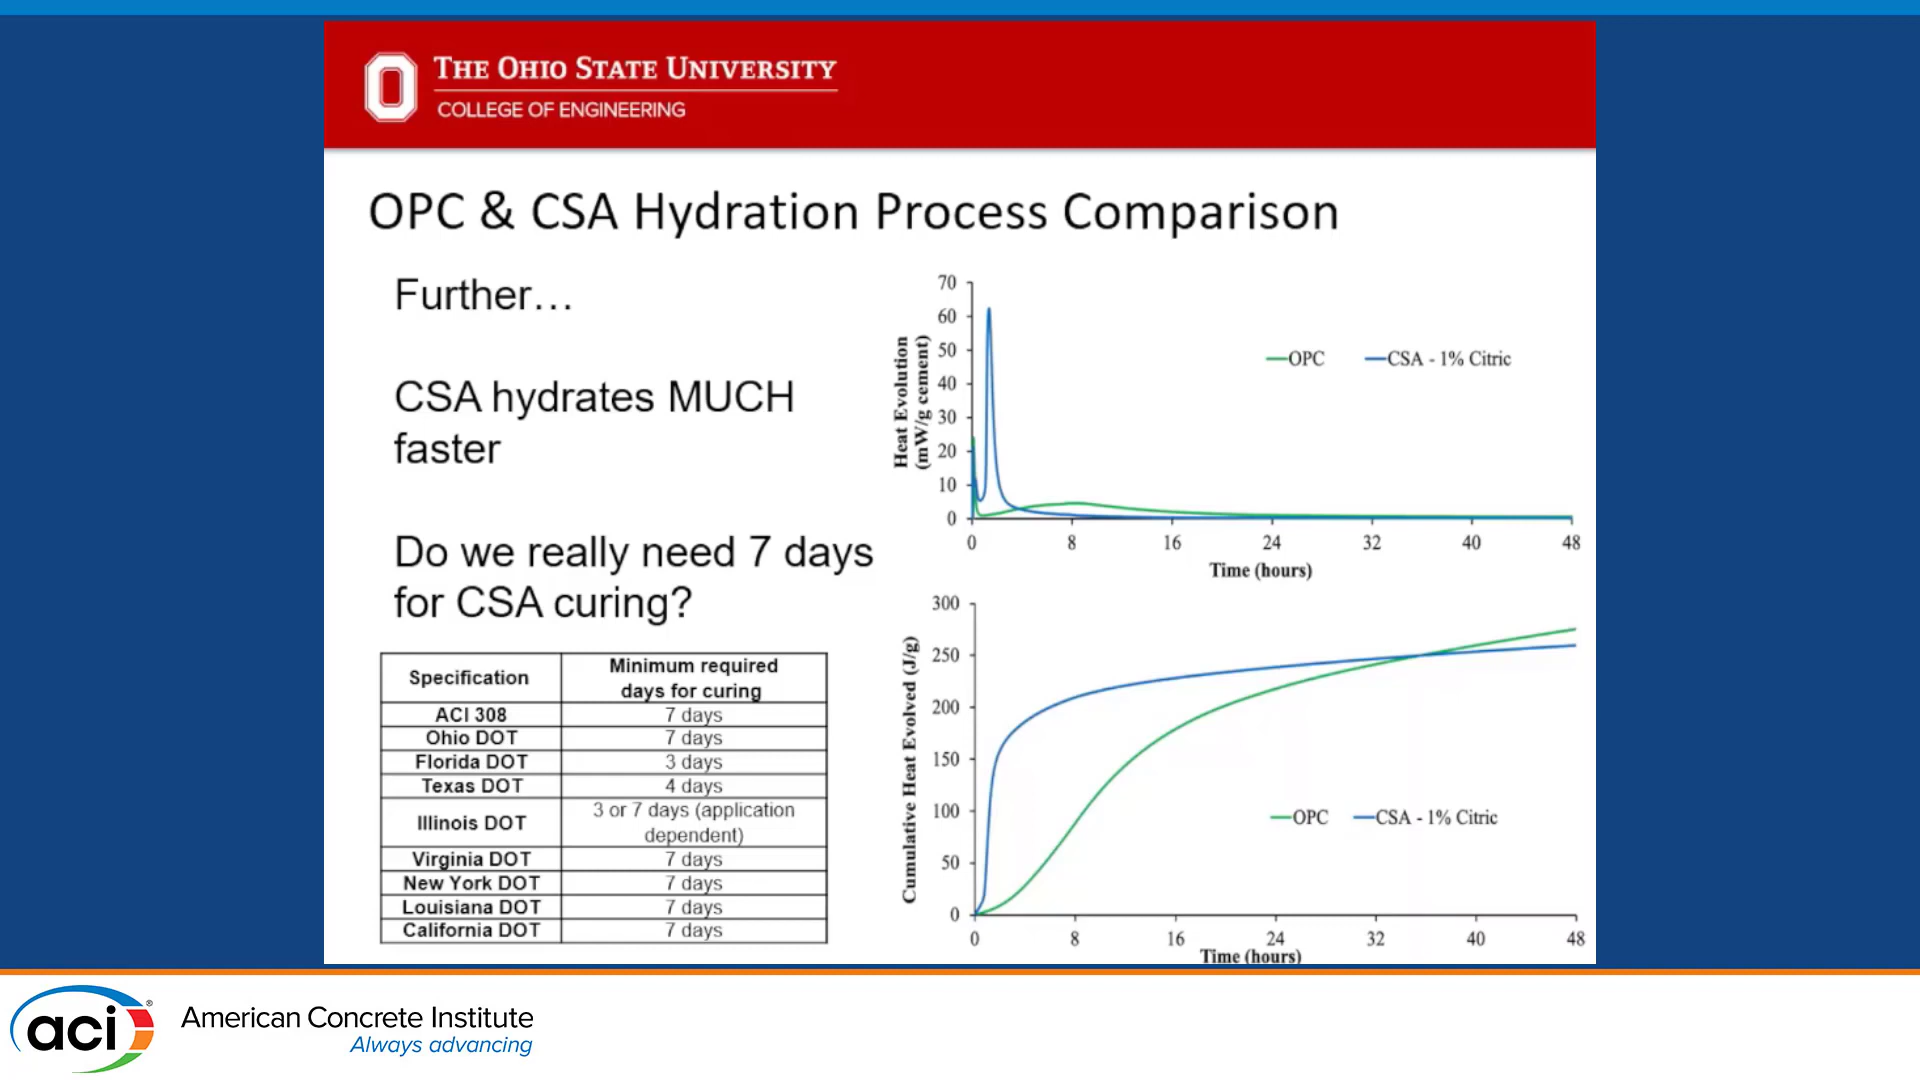 THE OHIO STATE UNIVERSITY
COLLEGE OF ENGINEERING
OPC & CSA Hydration Process Comparison
Further…
CSA hydrates MUCH
faster
Do we really need 7 days
for CSA curing?
Specification
Minimum required
days for curing
ACI 308
7 days
Ohio DOT
7 days
Florida DOT
3 days
Texas DOT
4 days
Illinois DOT
3 or 7 days (application
dependent)
Virginia DOT
7 days
New York DOT
7 days
Louisiana DOT
7 days
California DOT
7 days
Heat Evolution
(mW/g cement)
70
60
50
40
30
20
10
0
OPC
CSA - 1% Citric
0 8 16 24 32 40 48
Time (hours)
Cumulative Heat Evolved (J/g)
300
250
200
150
100
50
0
OPC
CSA - 1% Citric
0 8 16 24 32 40 48
Time (hours)
aci®
American Concrete Institute
Always advancing